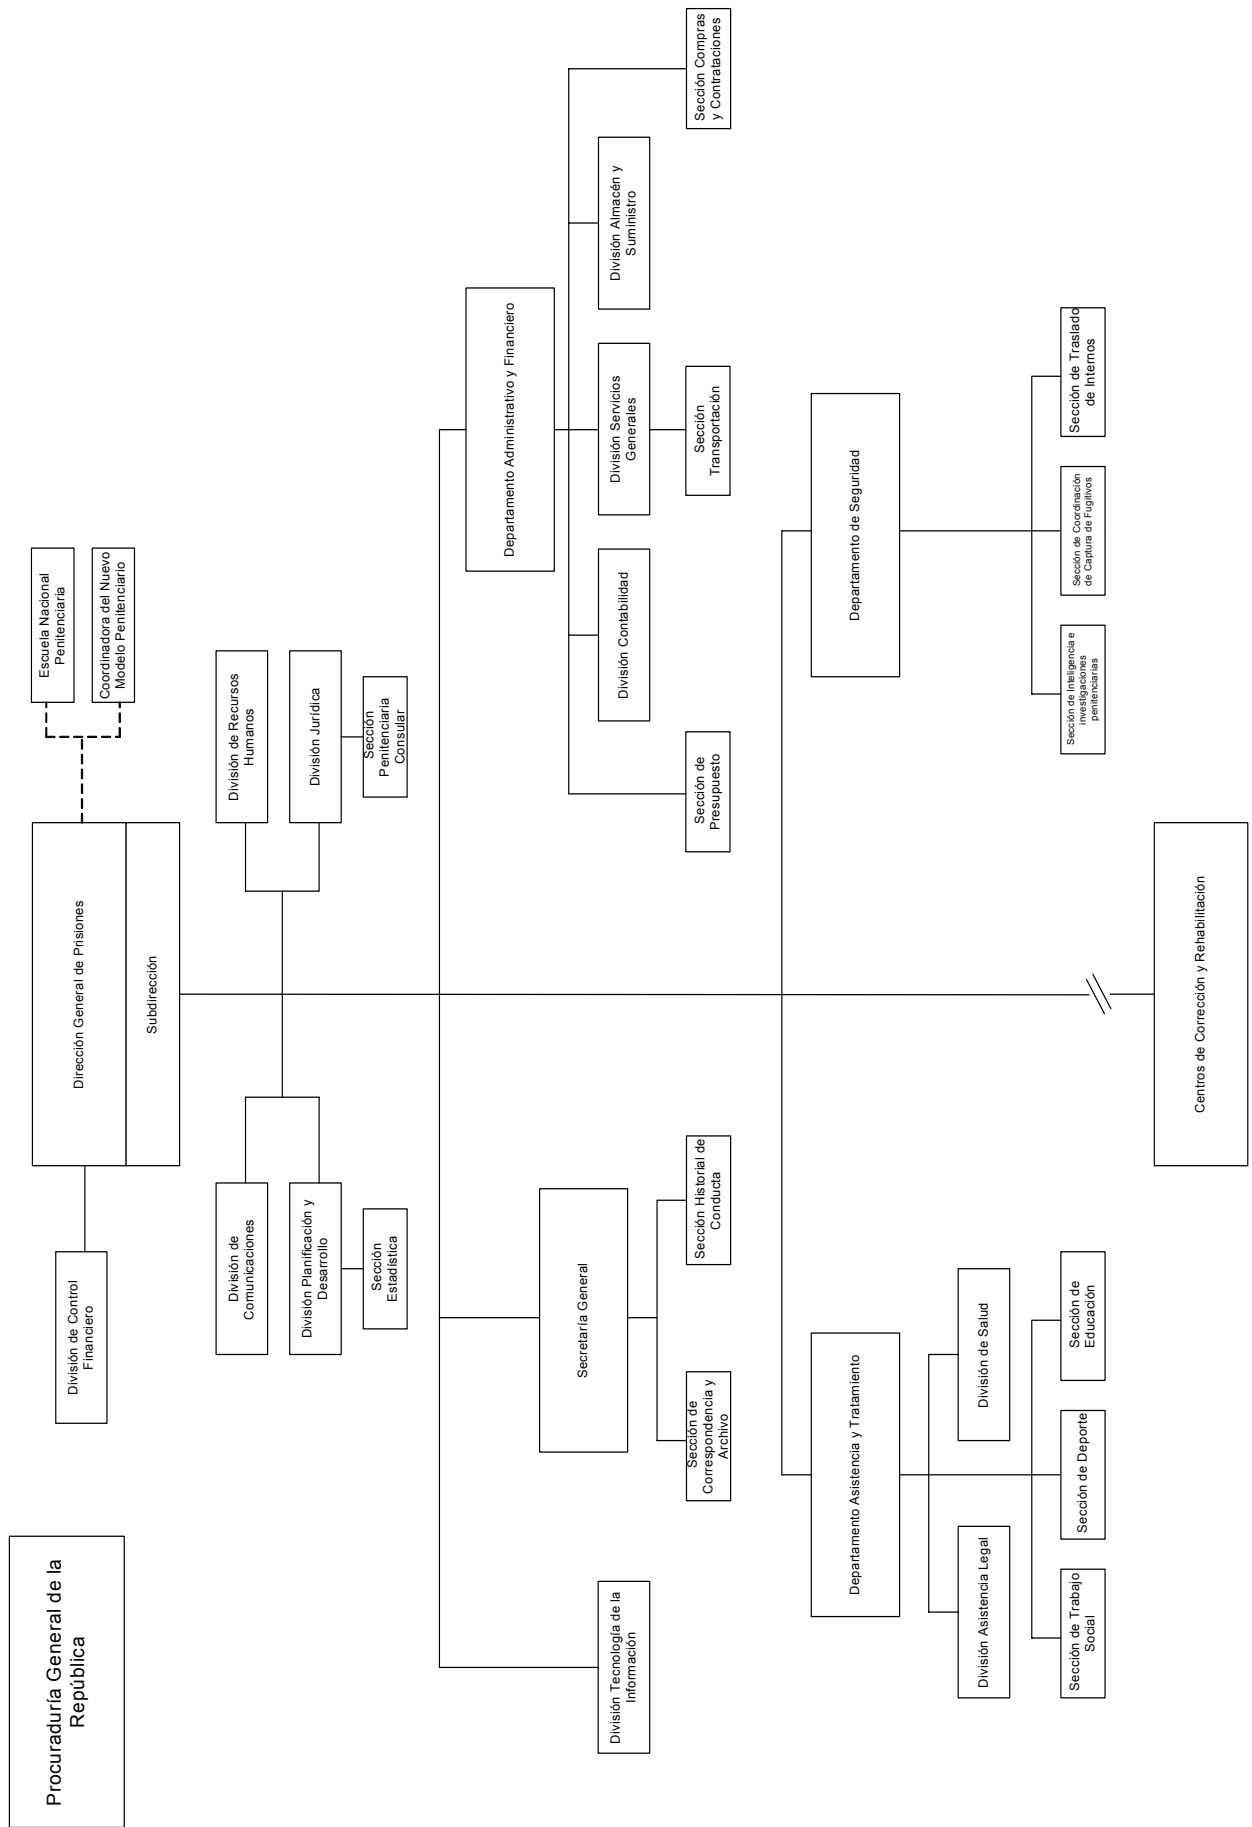 Procuraduría General de la
República
División de Control
Financiero
Dirección General de Prisiones
Subdirección
Escuela Nacional
Penitenciaria
Coordinadora del Nuevo
Modelo Penitenciario
División de
Comunicaciones
División de Recursos
Humanos
División Planificación y
Desarrollo
División Jurídica
Sección
Estadística
Sección
Penitenciaria
Consular
División Tecnología de la
Información
Secretaría General
Departamento Administrativo y Financiero
División Contabilidad
División Servicios
Generales
División Almacén y
Suministro
Sección de
Correspondencia y
Archivo
Sección Historial de
Conducta
Sección de
Presupuesto
Sección
Transportación
Sección Compras
y Contrataciones
Departamento Asistencia y Tratamiento
Departamento de Seguridad
División Asistencia Legal
División de Salud
Sección de Trabajo
Social
Sección de Deporte
Sección de
Educación
Sección de Inteligencia e
investigaciones
penitenciarias
Sección de Coordinación
de Captura de Fugitivos
Sección de Traslado
de Internos
Centros de Corrección y Rehabilitación